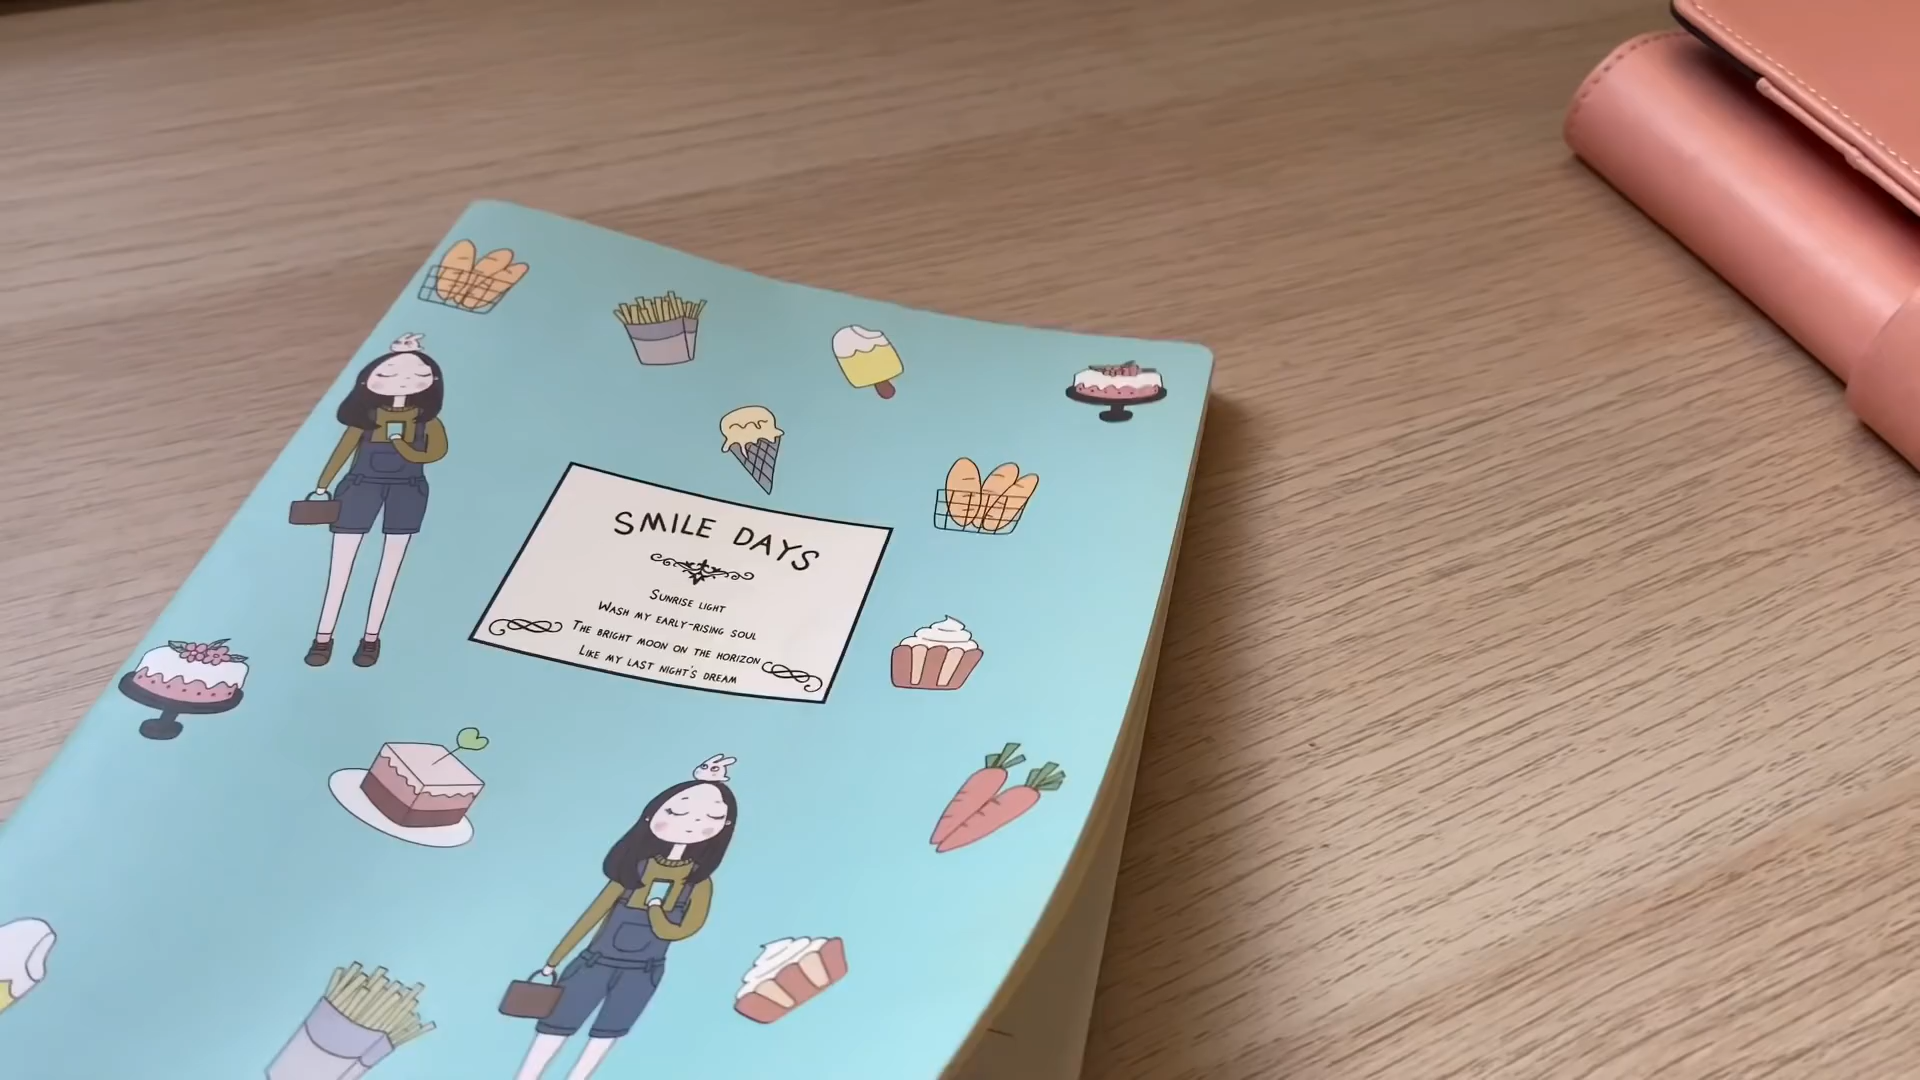 SMILE DAYS
SUNRISE LIGHT
WASH MY EARLY-RISING SOUL
THE BRIGHT MOON ON THE HORIZON
LIKE MY LAST NIGHT'S DREAM